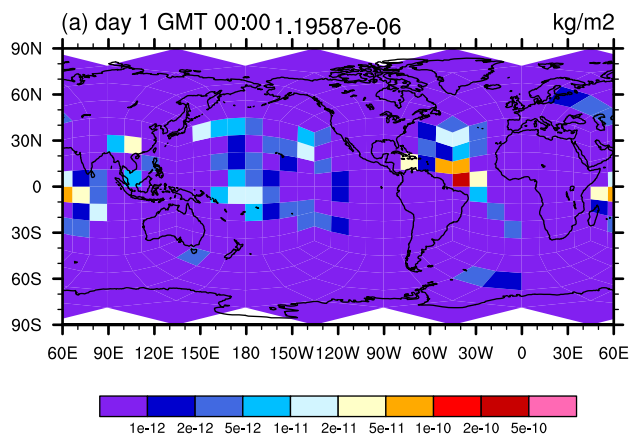 (a) day 1 GMT 00:00 1.19587e-06 kg/m2
90N
60N
30N
0
30S
60S
90S
60E 90E 120E 150E 180 150W 120W 90W 60W 30W 0 30E 60E
1e-12 2e-12 5e-12 1e-11 2e-11 5e-11 1e-10 2e-10 5e-10